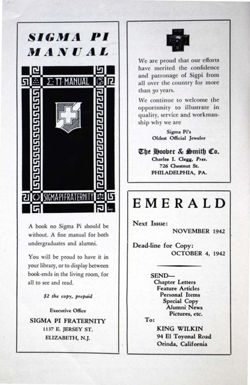 SIGMA PI
MANUAL
Σ ΠΤ MANUAL
SIGMA PI FRATERNITY
A book no Sigma Pi should be
without. A fine manual for both
undergraduates and alumni.
You will be proud to have it in
your library, or to display between
book-ends in the living room, for
all to see and read.
$2 the copy, prepaid
Executive Office
SIGMA PI FRATERNITY
1137 E. JERSEY ST.
ELIZABETH, N.J.
We are proud that our efforts
have merited the confidence
and patronage of Sigpi from
all over the country for more
than 30 years.
We continue to welcome the
opportunity to illustrate in
quality, service and workman-
ship why we are
Sigma Pi's
Oldest Official Jeweler
The Hoover & Smith Co.
Charles I. Clegg, Pres.
726 Chestnut St.
PHILADELPHIA, PA.
EMERALD
Next Issue:
NOVEMBER 1942
Dead-line for Copy:
OCTOBER 4, 1942
SEND—
Chapter Letters
Feature Articles
Personal Items
Special Copy
Alumni News
Pictures, etc.
To:
KING WILKIN
94 El Toyonal Road
Orinda, California